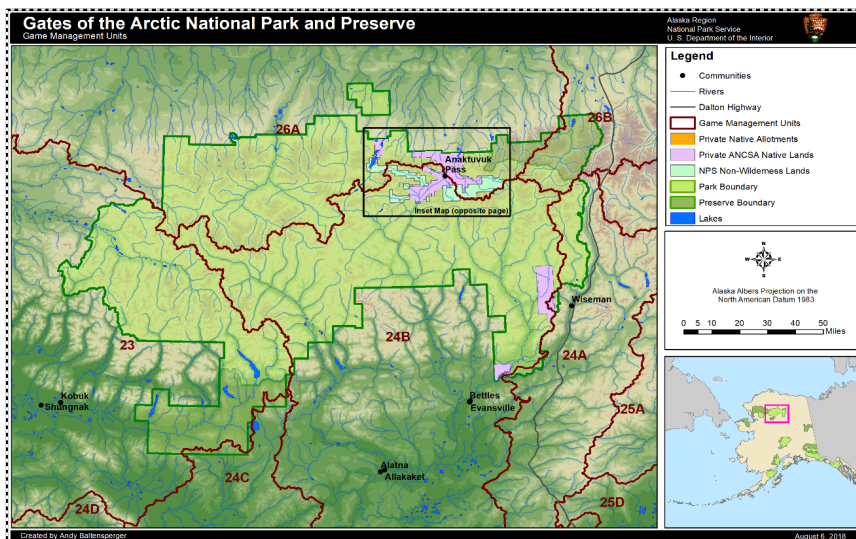 Gates of the Arctic National Park and Preserve
Game Management Units
Alaska Region
National Park Service
U. S. Department of the Interior
Legend
Communities
Rivers
Dalton Highway
Game Management Units
Private Native Allotments
Private ANCSA Native Lands
NPS Non-Wilderness Lands
Park Boundary
Preserve Boundary
Lakes
26A
26B
Anaktuvuk
Pass
Inset Map (opposite page)
Wiseman
23
24B
24A
Kobuk
Shungnak
Bettles
Evansville
25A
Alatna
Allakaket
24C
24D
25D
N
W
E
S
Alaska Albers Projection on the
North American Datum 1983
0 5 10 20 30 40 50
Miles
Created by Andy Baltensperger
August 6, 2018